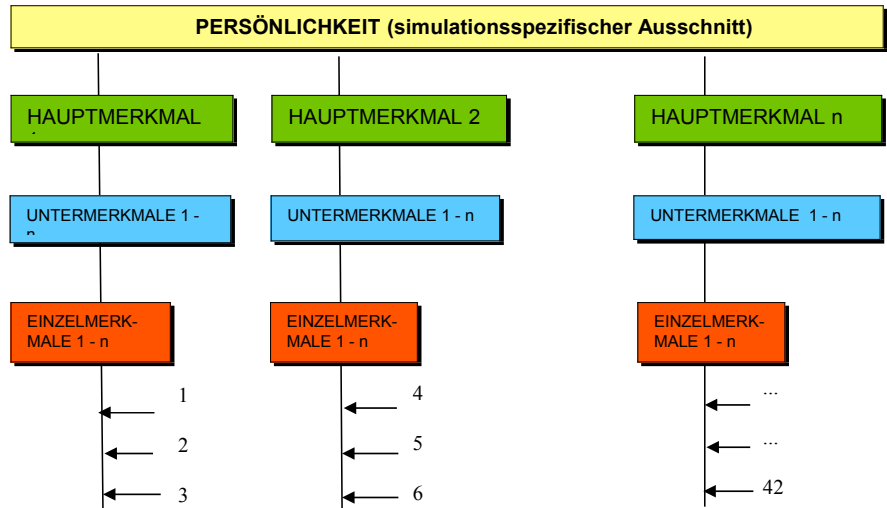 PERSÖNLICHKEIT (simulationsspezifischer Ausschnitt)
HAUPTMERKMAL
HAUPTMERKMAL 2
HAUPTMERKMAL n
UNTERMERKMALE 1 -
UNTERMERKMALE 1 - n
UNTERMERKMALE 1 - n
EINZELMERK-
MALE 1 - n
EINZELMERK-
MALE 1 - n
EINZELMERK-
MALE 1 - n
1
4
...
2
5
...
3
6
42